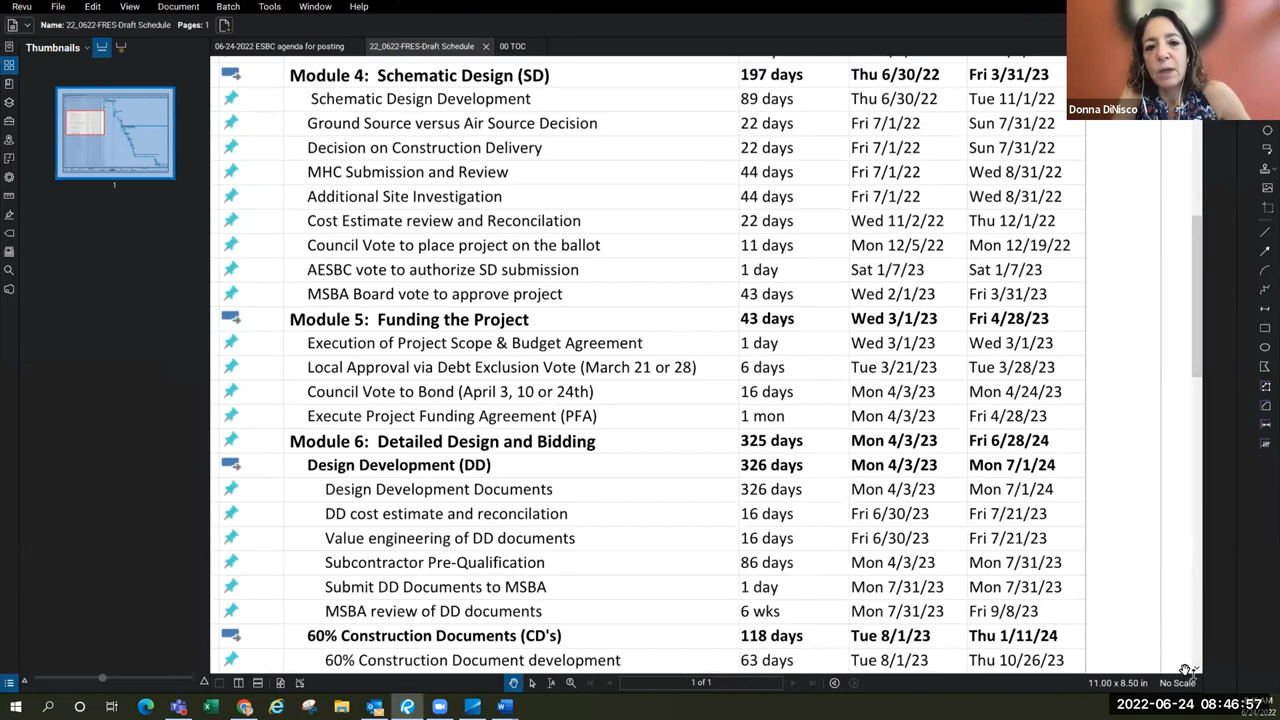 Revu File Edit View Document Batch Tools Window Help
Name: 22_0622-FRES-Draft Schedule Pages: 1
Thumbnails
06-24-2022 ESBC agenda for posting 22_0622-FRES-Draft Schedule 00 TOC
Module 4: Schematic Design (SD) 197 days Thu 6/30/22 Fri 3/31/23
Schematic Design Development 89 days Thu 6/30/22 Tue 11/1/22
Ground Source versus Air Source Decision 22 days Fri 7/1/22 Sun 7/31/22
Decision on Construction Delivery 22 days Fri 7/1/22 Sun 7/31/22
MHC Submission and Review 44 days Fri 7/1/22 Wed 8/31/22
Additional Site Investigation 44 days Fri 7/1/22 Wed 8/31/22
Cost Estimate review and Reconcilation 22 days Wed 11/2/22 Thu 12/1/22
Council Vote to place project on the ballot 11 days Mon 12/5/22 Mon 12/19/22
AESBC vote to authorize SD submission 1 day Sat 1/7/23 Sat 1/7/23
MSBA Board vote to approve project 43 days Wed 2/1/23 Fri 3/31/23
Module 5: Funding the Project 43 days Wed 3/1/23 Fri 4/28/23
Execution of Project Scope & Budget Agreement 1 day Wed 3/1/23 Wed 3/1/23
Local Approval via Debt Exclusion Vote (March 21 or 28) 6 days Tue 3/21/23 Tue 3/28/23
Council Vote to Bond (April 3, 10 or 24th) 16 days Mon 4/3/23 Mon 4/24/23
Execute Project Funding Agreement (PFA) 1 mon Mon 4/3/23 Fri 4/28/23
Module 6: Detailed Design and Bidding 325 days Mon 4/3/23 Fri 6/28/24
Design Development (DD) 326 days Mon 4/3/23 Mon 7/1/24
Design Development Documents 326 days Mon 4/3/23 Mon 7/1/24
DD cost estimate and reconcilation 16 days Fri 6/30/23 Fri 7/21/23
Value engineering of DD documents 16 days Fri 6/30/23 Fri 7/21/23
Subcontractor Pre-Qualification 86 days Mon 4/3/23 Mon 7/31/23
Submit DD Documents to MSBA 1 day Mon 7/31/23 Mon 7/31/23
MSBA review of DD documents 6 wks Mon 7/31/23 Fri 9/8/23
60% Construction Documents (CD's) 118 days Tue 8/1/23 Thu 1/11/24
60% Construction Document development 63 days Tue 8/1/23 Thu 10/26/23
Donna DiNisco
1
1 of 1
11.00 x 8.50 in No Scale
2022-06-24 08:46:57